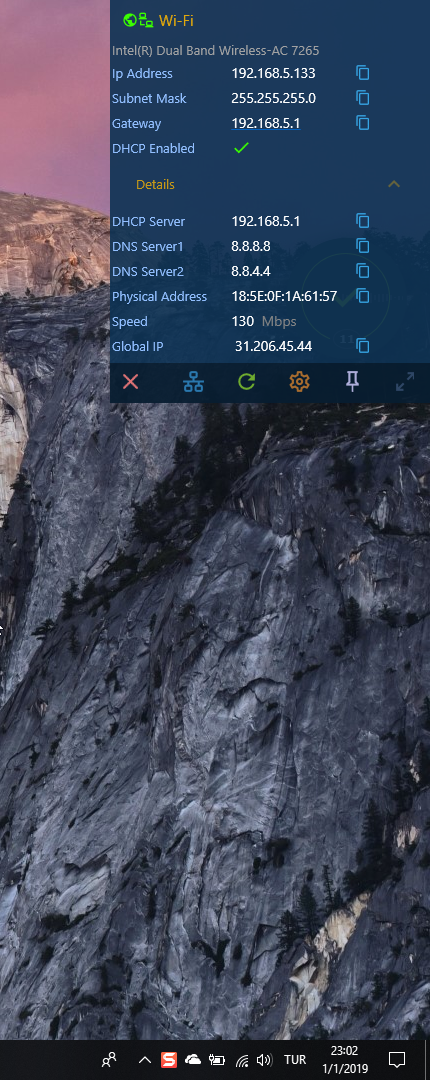 Wi-Fi
Intel(R) Dual Band Wireless-AC 7265
Ip Address 192.168.5.133
Subnet Mask 255.255.255.0
Gateway 192.168.5.1
DHCP Enabled
Details
DHCP Server 192.168.5.1
DNS Server1 8.8.8.8
DNS Server2 8.8.4.4
Physical Address 18:5E:0F:1A:61:57
Speed 130 Mbps
Global IP 31.206.45.44
S TUR 23:02
1/1/2019